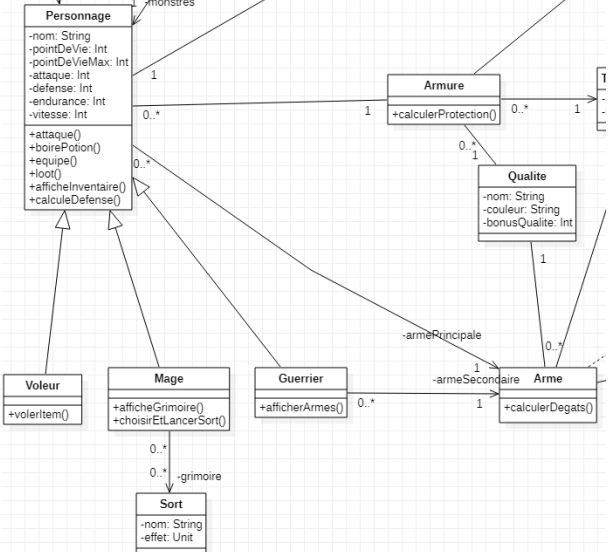 -monstres
Personnage
-nom: String
-pointDeVie: Int
-pointDeVieMax: Int
-attaque: Int
-defense: Int
-endurance: Int
-vitesse: Int
+attaque()
+boirePotion()
+equipe()
+loot()
+afficheInventaire()
+calculeDefense()
1
0..*
1
0..*
Armure
+calculerProtection()
0..*
1
T
0..*
1
Qualite
-nom: String
-couleur: String
-bonusQualite: Int
1
0..*
-armePrincipale
1
-armeSecondaire
Voleur
+volerItem()
Mage
+afficheGrimoire()
+choisirEtLancerSort()
Guerrier
+afficherArmes()
0..*
1
Arme
+calculerDegats()
0..*
0..*
-grimoire
Sort
-nom: String
-effet: Unit